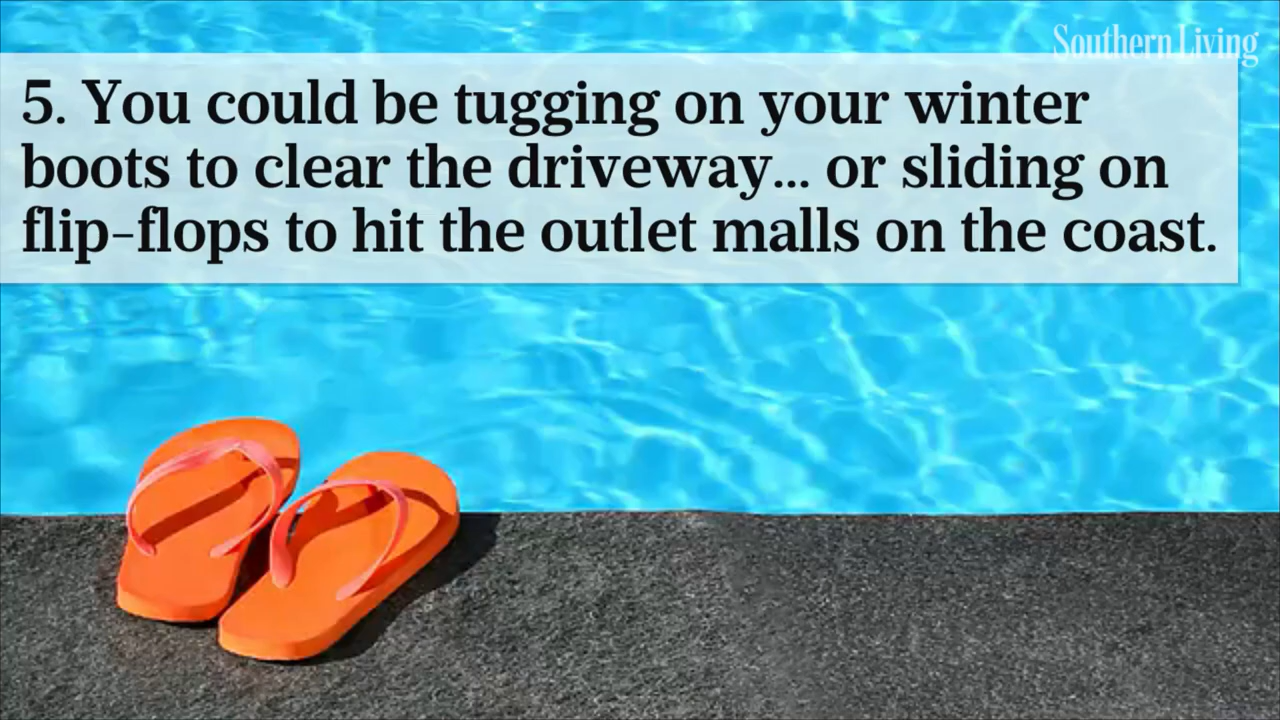 Southern Living
5. You could be tugging on your winter
boots to clear the driveway... or sliding on
flip-flops to hit the outlet malls on the coast.